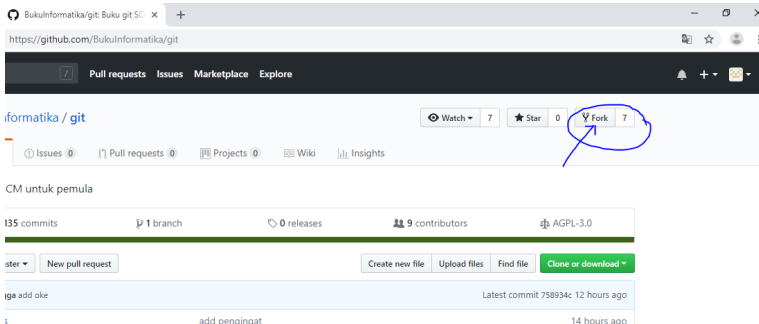 BukuInformatika/git: Buku git SC
https://github.com/BukuInformatika/git
/ Pull requests Issues Marketplace Explore
nformatika / git Watch 7 Star 0 Fork 7
Issues 0 Pull requests 0 Projects 0 Wiki Insights
CM untuk pemula
135 commits 1 branch 0 releases 9 contributors AGPL-3.0
aster New pull request Create new file Upload files Find file Clone or download
gga add oke Latest commit 758934c 12 hours ago
s add pengingat 14 hours ago